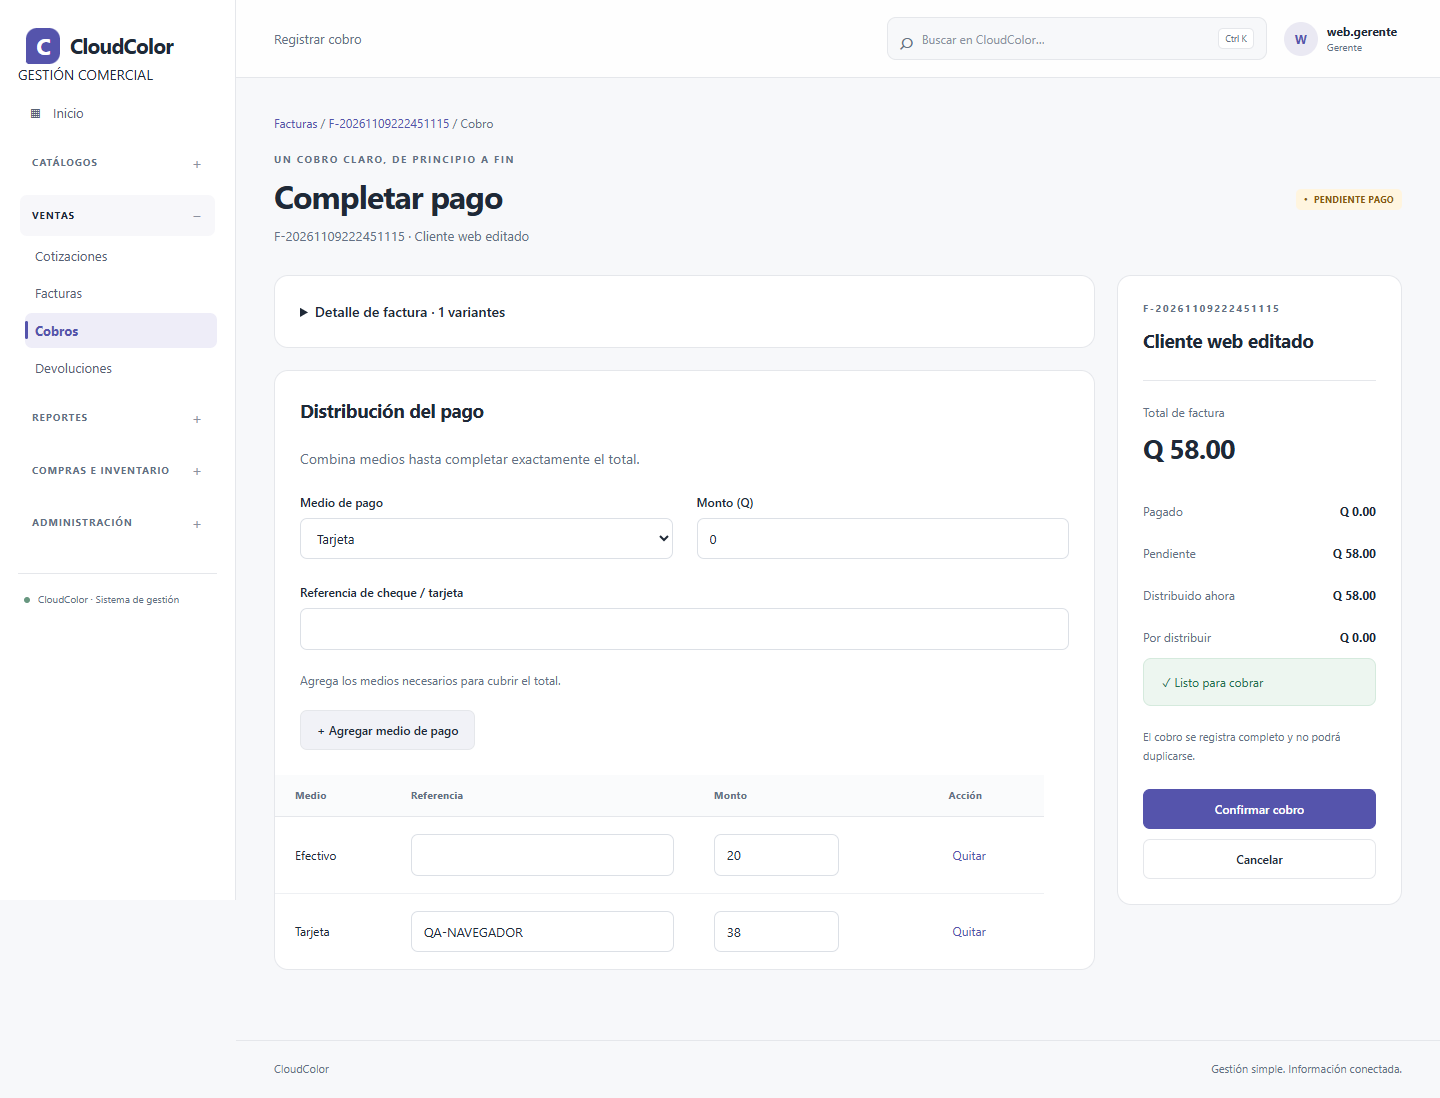 C CloudColor
GESTIÓN COMERCIAL
Inicio
CATÁLOGOS +
VENTAS −
Cotizaciones
Facturas
Cobros
Devoluciones
REPORTES +
COMPRAS E INVENTARIO +
ADMINISTRACIÓN +
CloudColor · Sistema de gestión
Registrar cobro
Buscar en CloudColor... Ctrl K
W web.gerente
Gerente
Facturas / F-20261109222451115 / Cobro
UN COBRO CLARO, DE PRINCIPIO A FIN
Completar pago
F-20261109222451115 · Cliente web editado
• PENDIENTE PAGO
▶ Detalle de factura · 1 variantes
Distribución del pago
Combina medios hasta completar exactamente el total.
Medio de pago Monto (Q)
Tarjeta 0
Referencia de cheque / tarjeta
Agrega los medios necesarios para cubrir el total.
+ Agregar medio de pago
Medio Referencia Monto Acción
Efectivo 20 Quitar
Tarjeta QA-NAVEGADOR 38 Quitar
F-20261109222451115
Cliente web editado
Total de factura
Q 58.00
Pagado Q 0.00
Pendiente Q 58.00
Distribuido ahora Q 58.00
Por distribuir Q 0.00
✓ Listo para cobrar
El cobro se registra completo y no podrá
duplicarse.
Confirmar cobro
Cancelar
CloudColor Gestión simple. Información conectada.